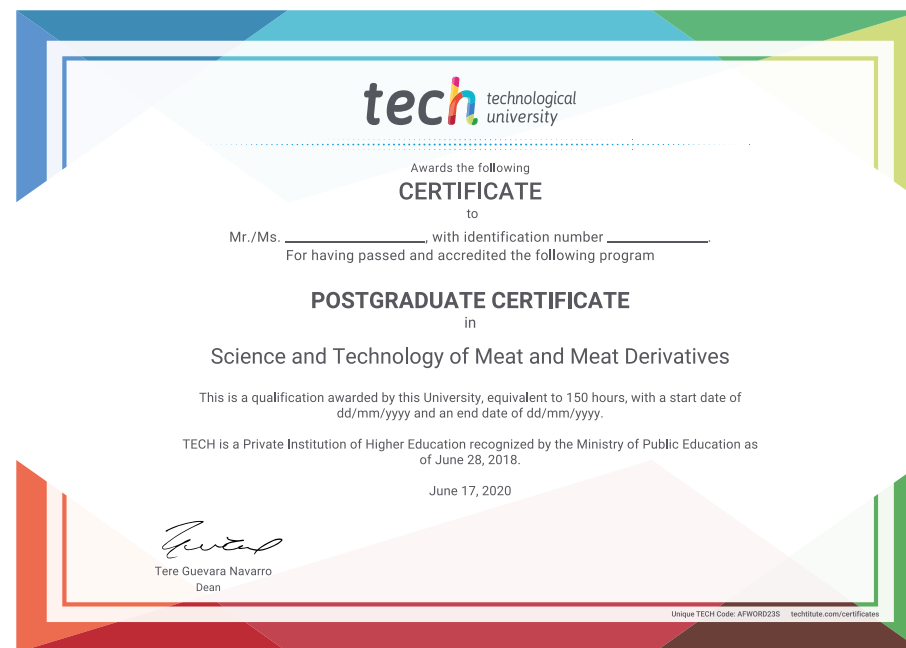 tech technological
university
Awards the following
CERTIFICATE
to
Mr./Ms. ____________________, with identification number ______________.
For having passed and accredited the following program
POSTGRADUATE CERTIFICATE
in
Science and Technology of Meat and Meat Derivatives
This is a qualification awarded by this University, equivalent to 150 hours, with a start date of
dd/mm/yyyy and an end date of dd/mm/yyyy.
TECH is a Private Institution of Higher Education recognized by the Ministry of Public Education as
of June 28, 2018.
June 17, 2020
Tere Guevara Navarro
Dean
Unique TECH Code: AFWORD23S techtitute.com/certificates